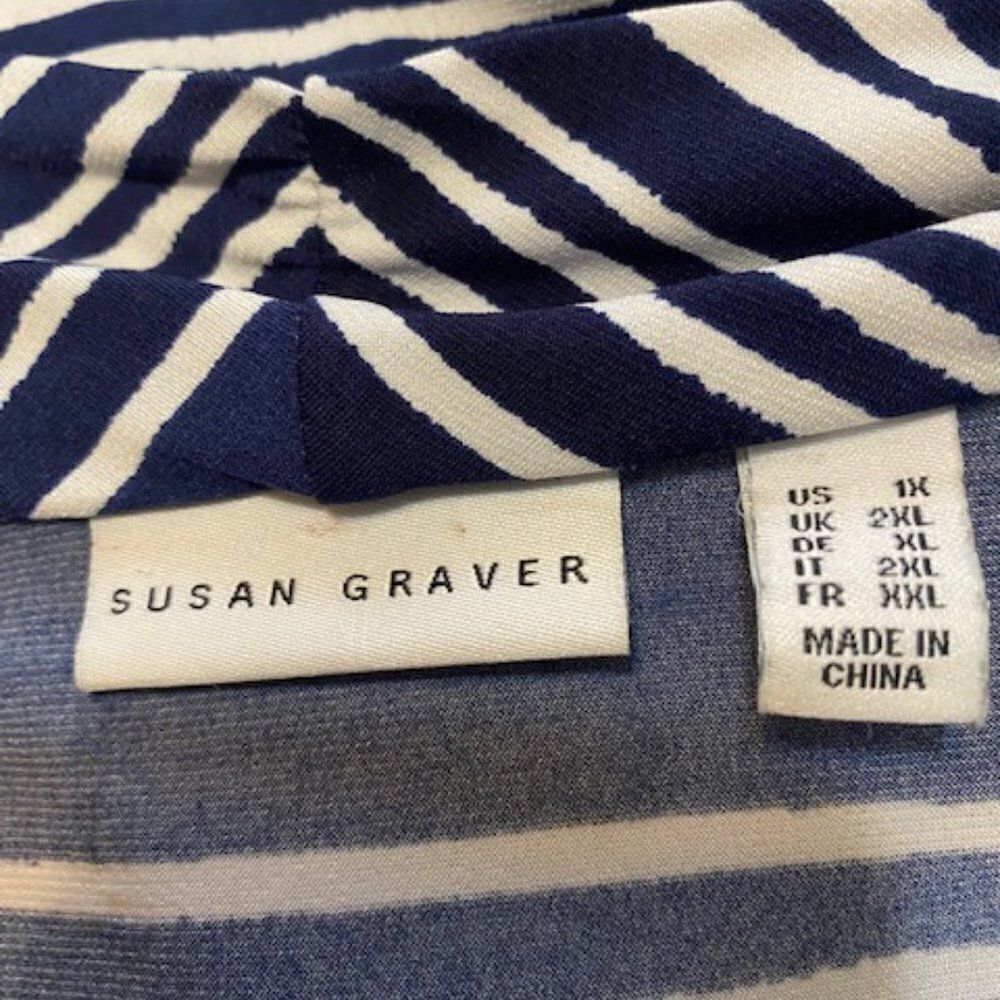 SUSAN GRAVER
US 1X
UK 2XL
DE XL
IT 2XL
FR XXL
MADE IN
CHINA